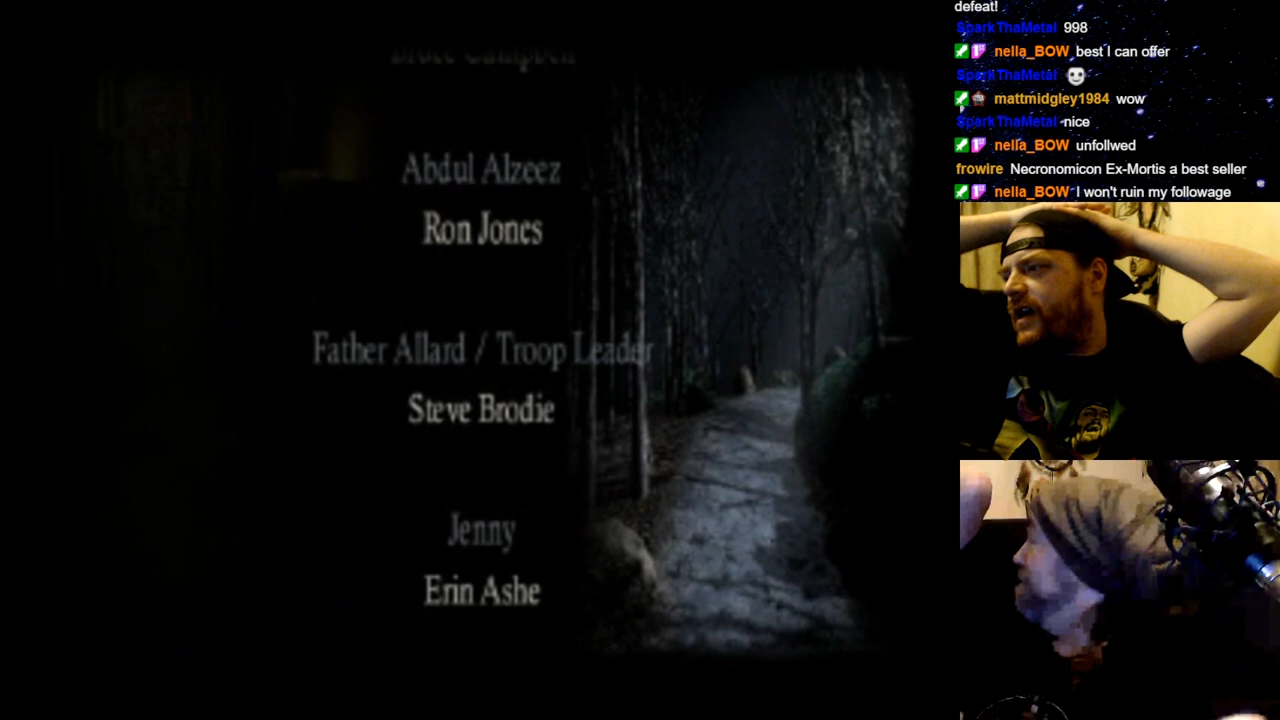 Bruce Campbell
Abdul Alzeez
Ron Jones
Father Allard / Troop Leader
Steve Brodie
Jenny
Erin Ashe
defeat!
SparkThaMetal 998
nella_BOW best I can offer
SparkThaMetal
mattmidgley1984 wow
SparkThaMetal nice
nella_BOW unfollwed
frowire Necronomicon Ex-Mortis a best seller
nella_BOW I won't ruin my followage